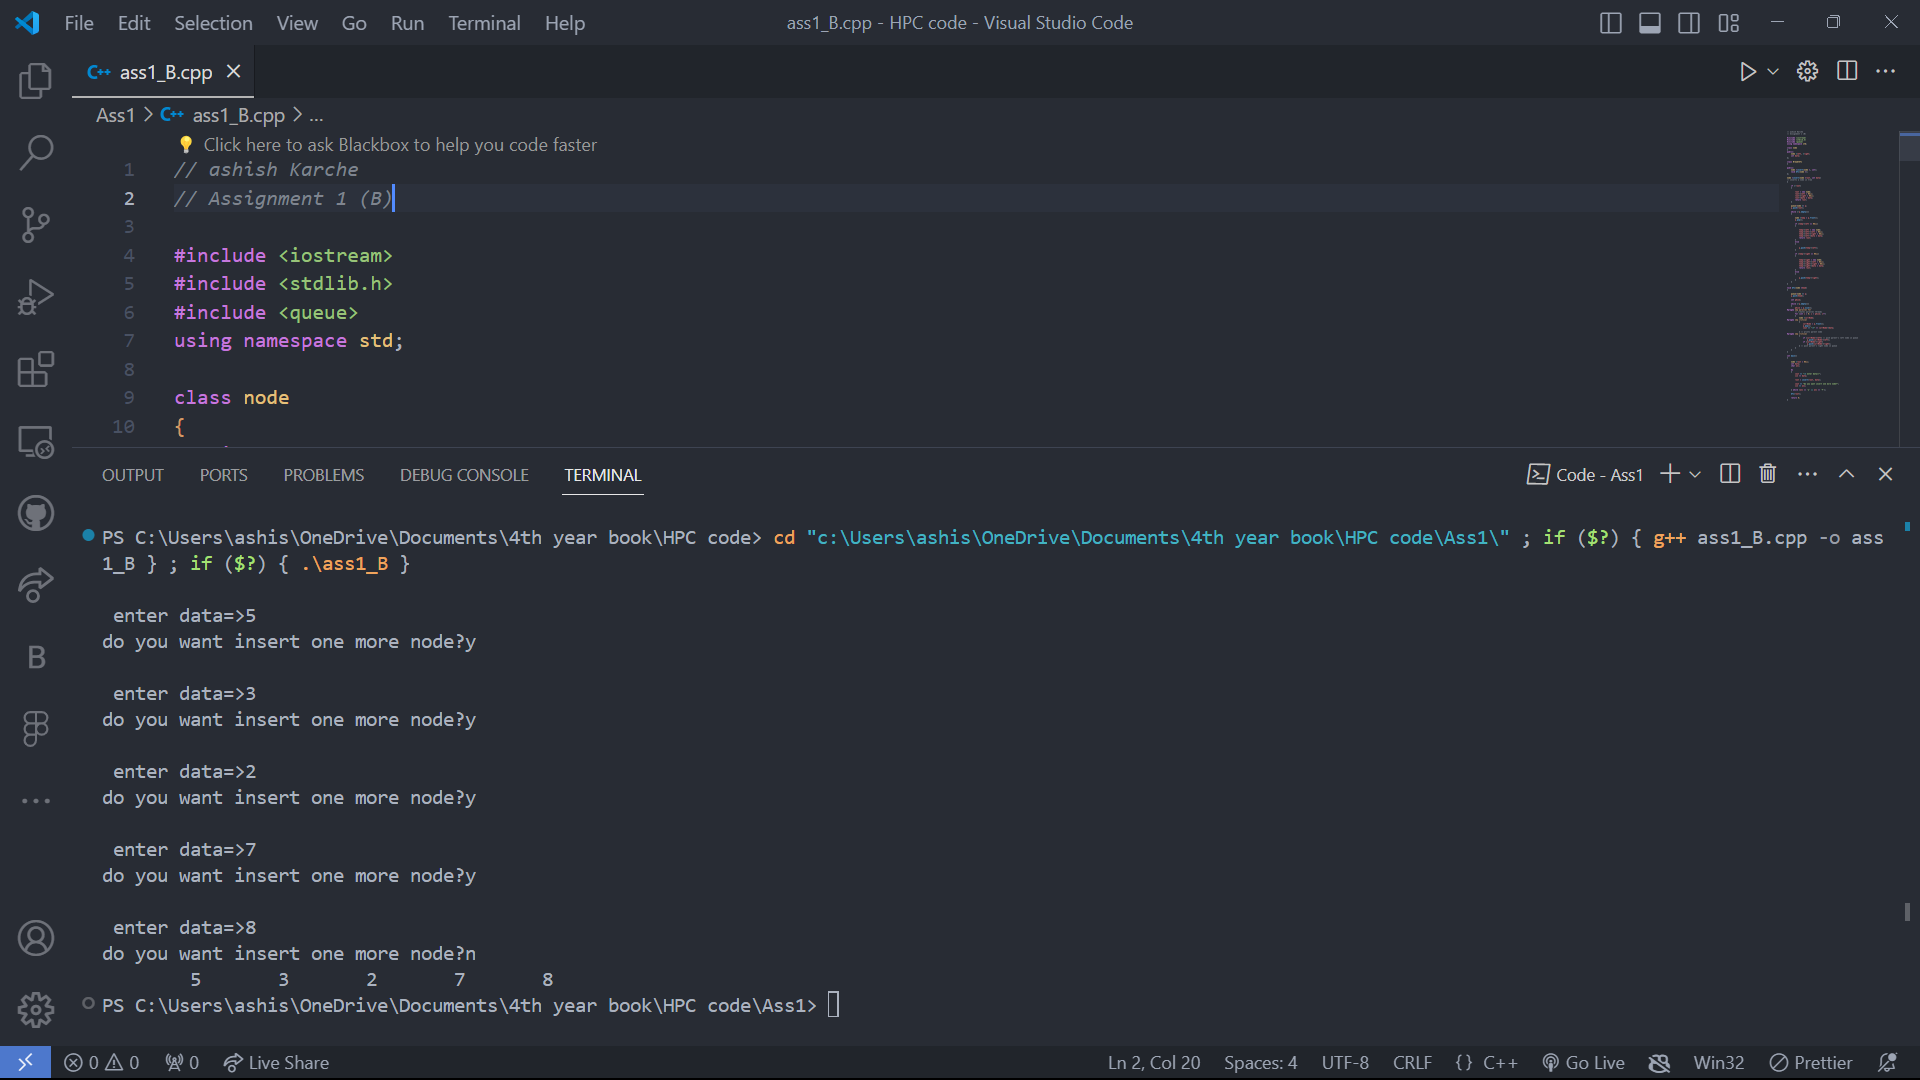 File Edit Selection View Go Run Terminal Help
ass1_B.cpp - HPC code - Visual Studio Code
C++ ass1_B.cpp
Ass1 > C++ ass1_B.cpp > ...
Click here to ask Blackbox to help you code faster
1 // ashish Karche
2 // Assignment 1 (B)
3
4 #include <iostream>
5 #include <stdlib.h>
6 #include <queue>
7 using namespace std;
8
9 class node
10 {
OUTPUT PORTS PROBLEMS DEBUG CONSOLE TERMINAL
Code - Ass1
PS C:\Users\ashis\OneDrive\Documents\4th year book\HPC code> cd "c:\Users\ashis\OneDrive\Documents\4th year book\HPC code\Ass1\" ; if ($?) { g++ ass1_B.cpp -o ass
1_B } ; if ($?) { .\ass1_B }
enter data=>5
do you want insert one more node?y
enter data=>3
do you want insert one more node?y
enter data=>2
do you want insert one more node?y
enter data=>7
do you want insert one more node?y
enter data=>8
do you want insert one more node?n
5 3 2 7 8
PS C:\Users\ashis\OneDrive\Documents\4th year book\HPC code\Ass1>
B
0 0 0 Live Share
Ln 2, Col 20 Spaces: 4 UTF-8 CRLF {} C++ Go Live Win32 Prettier